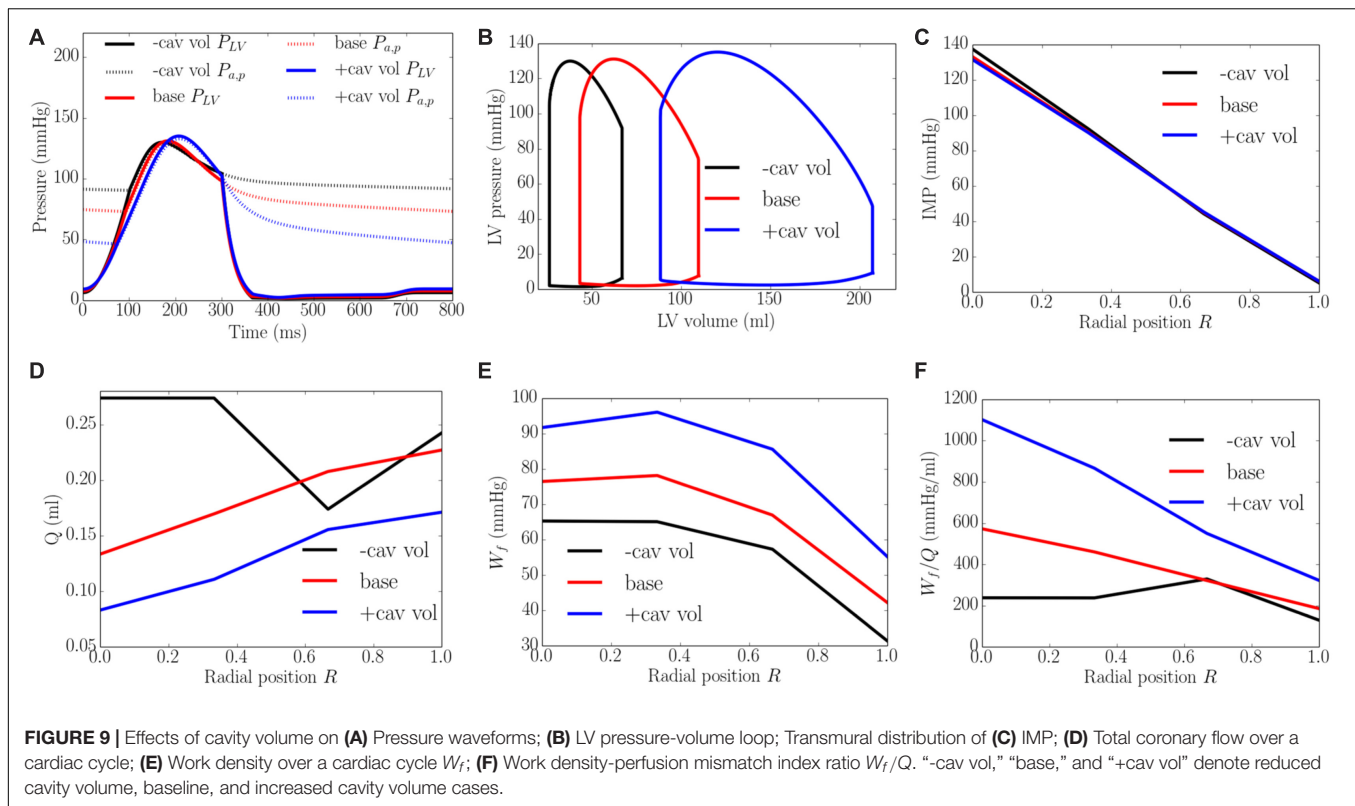 A
200
150
100
50
0
Pressure (mmHg)
0 100 200 300 400 500 600 700 800
Time (ms)
-cav vol P_LV
-cav vol P_a,p
base P_LV
base P_a,p
+cav vol P_LV
+cav vol P_a,p
B
140
120
100
80
60
40
20
0
LV pressure (mmHg)
50 100 150 200
LV volume (ml)
-cav vol
base
+cav vol
C
140
120
100
80
60
40
20
0
IMP (mmHg)
0.0 0.2 0.4 0.6 0.8 1.0
Radial position R
-cav vol
base
+cav vol
D
0.25
0.20
0.15
0.10
0.05
Q (ml)
0.0 0.2 0.4 0.6 0.8 1.0
Radial position R
-cav vol
base
+cav vol
E
100
90
80
70
60
50
40
30
W_f
0.0 0.2 0.4 0.6 0.8 1.0
Radial position R
-cav vol
base
+cav vol
F
1200
1000
800
600
400
200
0
W_f/Q (mmHg/ml)
0.0 0.2 0.4 0.6 0.8 1.0
Radial position R
-cav vol
base
+cav vol
FIGURE 9 | Effects of cavity volume on (A) Pressure waveforms; (B) LV pressure-volume loop; Transmural distribution of (C) IMP; (D) Total coronary flow over a
cardiac cycle; (E) Work density over a cardiac cycle W_f; (F) Work density-perfusion mismatch index ratio W_f/Q. “-cav vol,” “base,” and “+cav vol” denote reduced
cavity volume, baseline, and increased cavity volume cases.